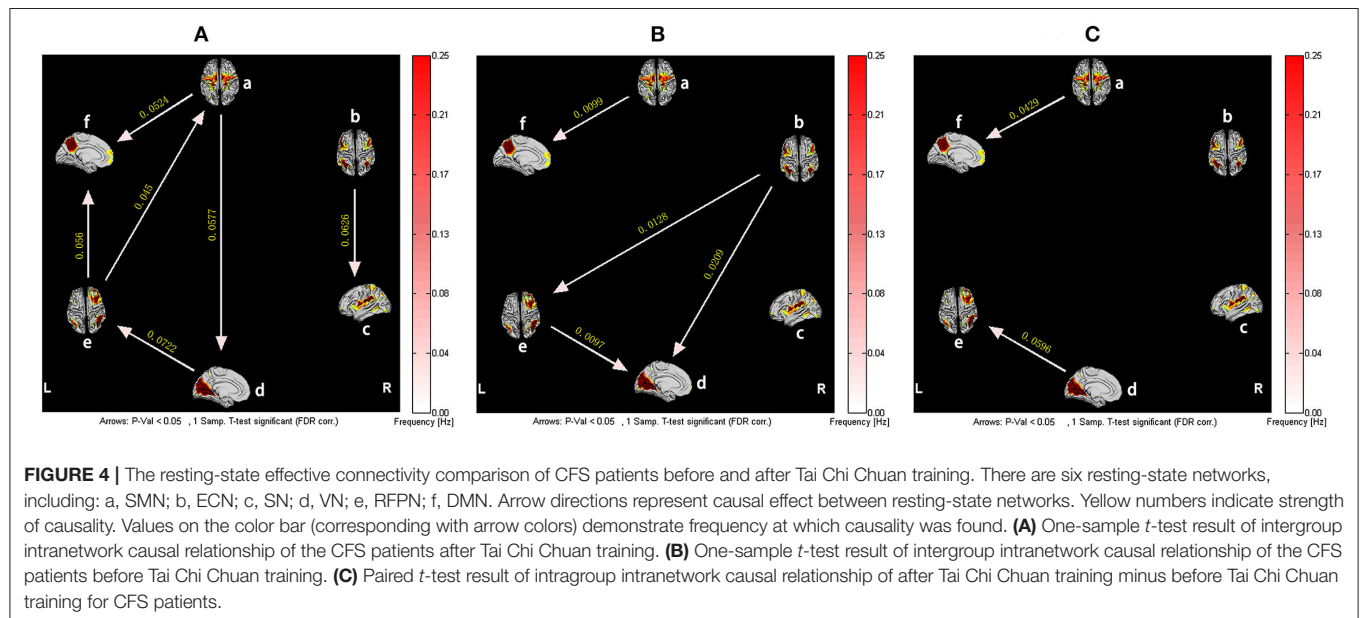 A
B
C
a
b
c
d
e
f
0.0524
0.045
0.0577
0.056
0.0722
0.0626
L
R
0.25
0.21
0.17
0.13
0.08
0.04
0.00
Arrows: P-Val < 0.05 , 1 Samp. T-test significant (FDR corr.)
Frequency [Hz]
a
b
c
d
e
f
0.0099
0.0128
0.0209
0.0097
L
R
0.25
0.21
0.17
0.13
0.08
0.04
0.00
Arrows: P-Val < 0.05 , 1 Samp. T-test significant (FDR corr.)
Frequency [Hz]
a
b
c
d
e
f
0.0429
0.0596
L
R
0.25
0.21
0.17
0.13
0.08
0.04
0.00
Arrows: P-Val < 0.05 , 1 Samp. T-test significant (FDR corr.)
Frequency [Hz]
FIGURE 4 | The resting-state effective connectivity comparison of CFS patients before and after Tai Chi Chuan training. There are six resting-state networks,
including: a, SMN; b, ECN; c, SN; d, VN; e, RFPN; f, DMN. Arrow directions represent causal effect between resting-state networks. Yellow numbers indicate strength
of causality. Values on the color bar (corresponding with arrow colors) demonstrate frequency at which causality was found. (A) One-sample t-test result of intergroup
intranetwork causal relationship of the CFS patients after Tai Chi Chuan training. (B) One-sample t-test result of intergroup intranetwork causal relationship of the CFS
patients before Tai Chi Chuan training. (C) Paired t-test result of intragroup intranetwork causal relationship of after Tai Chi Chuan training minus before Tai Chi Chuan
training for CFS patients.